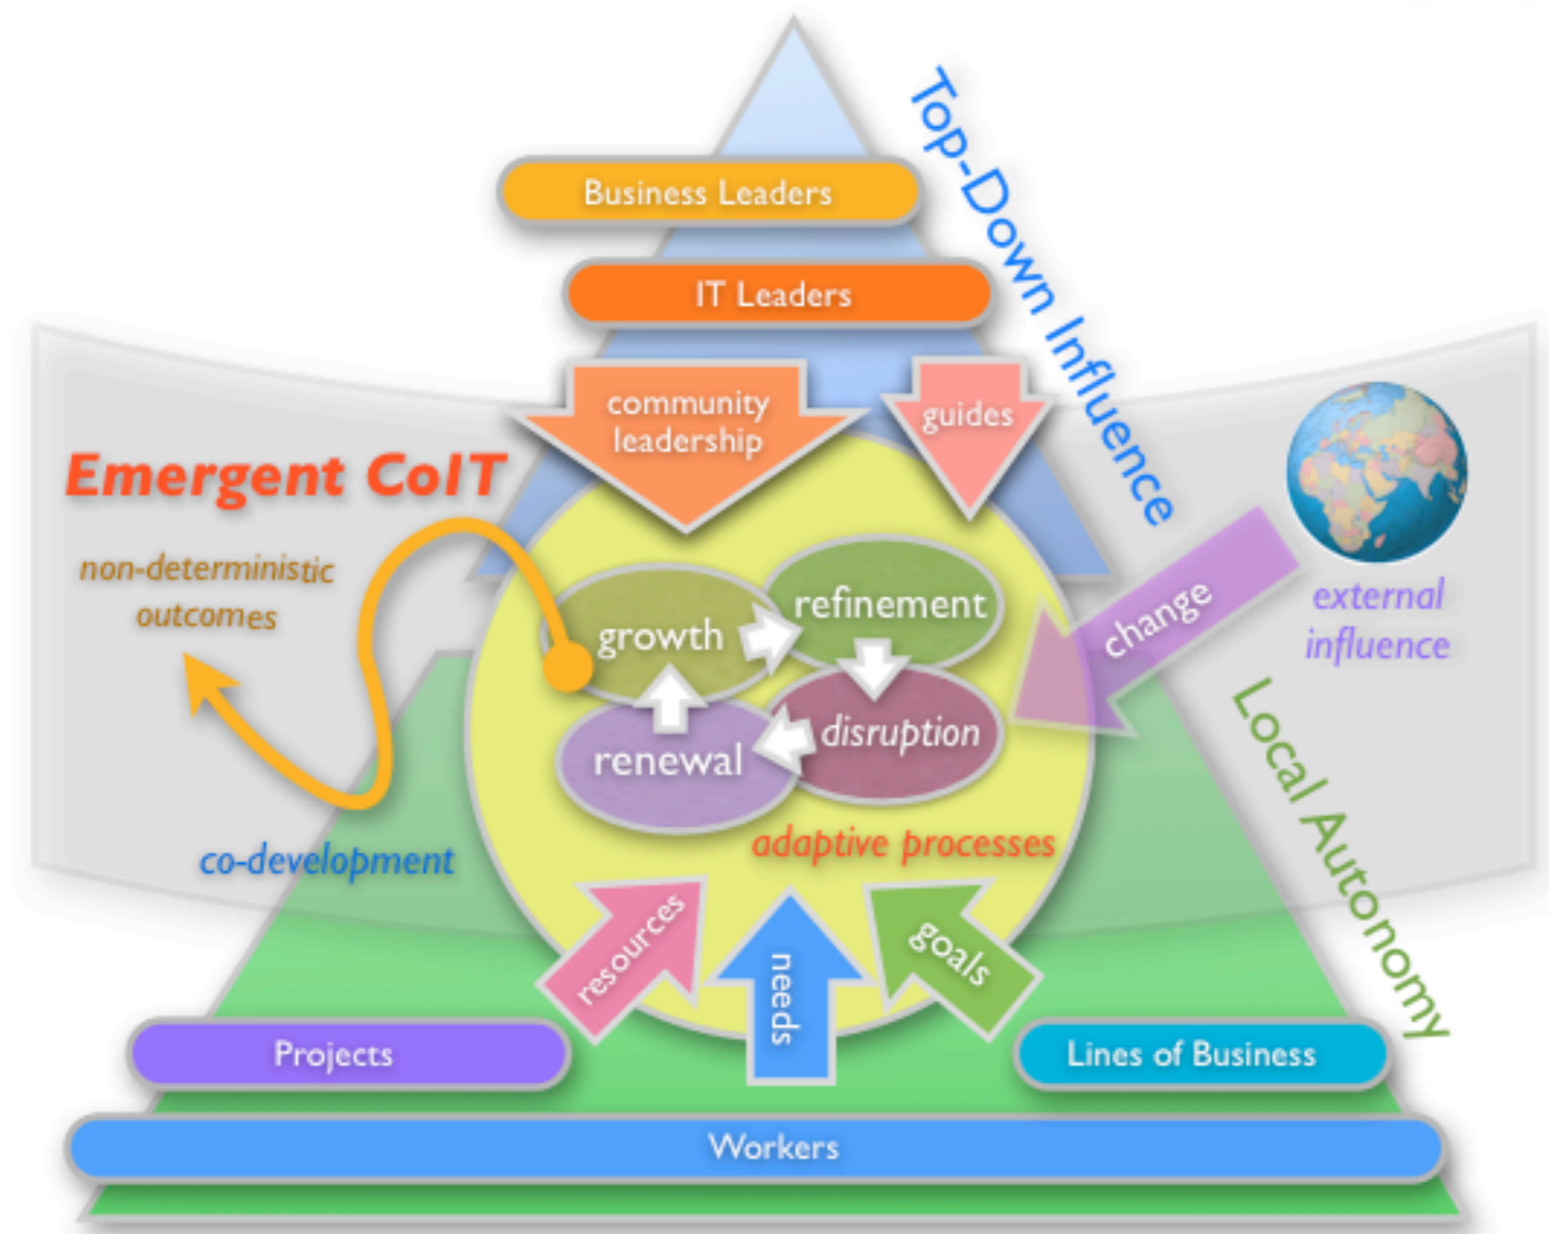 Top-Down Influence
Business Leaders
IT Leaders
community
leadership
guides
Emergent CoIT
non-deterministic
outcomes
change
external
influence
growth
refinement
disruption
renewal
adaptive processes
co-development
Local Autonomy
resources
needs
goals
Projects
Lines of Business
Workers